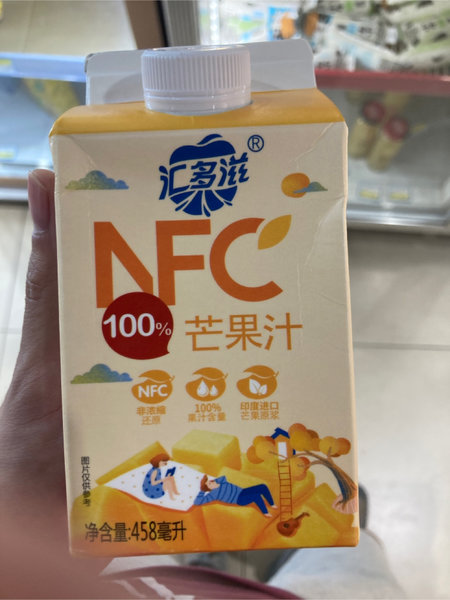 汇多滋®
NFC
100%
芒果汁
NFC
非浓缩
还原
100%
果汁含量
印度进口
芒果原浆
图片仅供参考
净含量:458毫升